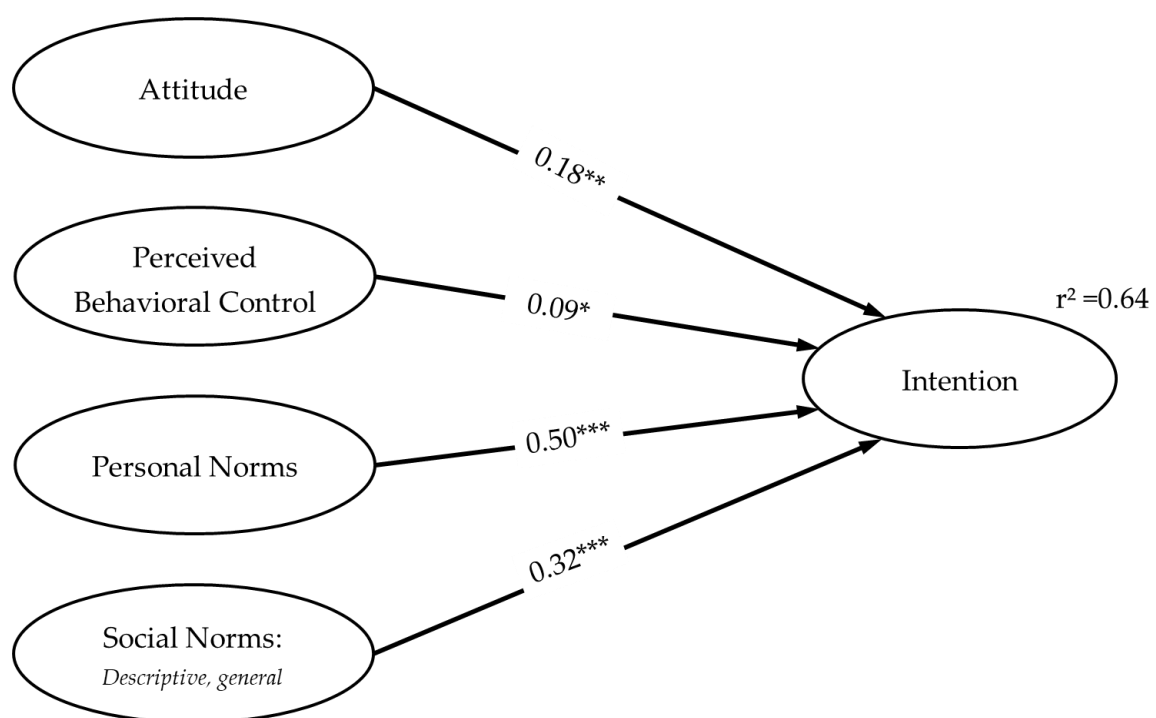 Attitude
0.18**
Perceived
Behavioral Control
0.09*
r² =0.64
Intention
Personal Norms
0.50***
0.32***
Social Norms:
Descriptive, general